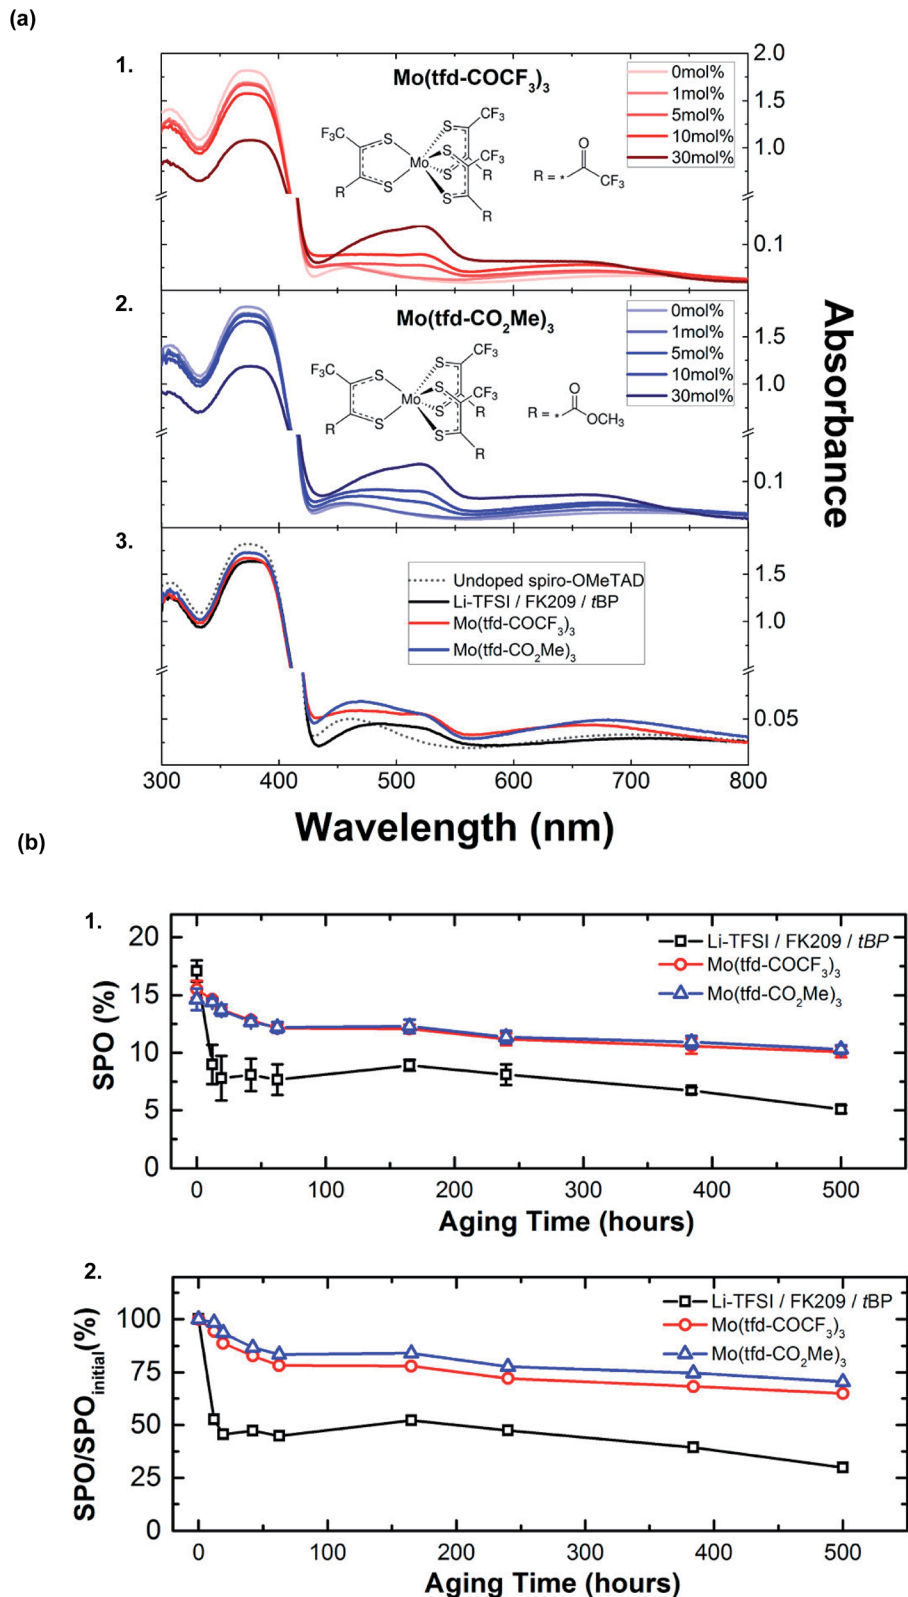 (a)
1.
Mo(tfd-COCF₃)₃
0mol%
1mol%
5mol%
10mol%
30mol%
2.0
1.5
1.0
0.1
F₃C
S
S
R
Mo
S
S
S
S
CF₃
CF₃
R
R
R =
*
O
CF₃
2.
Mo(tfd-CO₂Me)₃
0mol%
1mol%
5mol%
10mol%
30mol%
1.5
1.0
0.1
F₃C
S
S
R
Mo
S
S
S
S
CF₃
CF₃
R
R
R =
*
O
OCH₃
Absorbance
3.
Undoped spiro-OMeTAD
Li-TFSI / FK209 / tBP
Mo(tfd-COCF₃)₃
Mo(tfd-CO₂Me)₃
1.5
1.0
0.05
300 400 500 600 700 800
Wavelength (nm)
(b)
1.
SPO (%)
20
15
10
5
0
Li-TFSI / FK209 / tBP
Mo(tfd-COCF₃)₃
Mo(tfd-CO₂Me)₃
0 100 200 300 400 500
Aging Time (hours)
2.
SPO/SPOinitial(%)
100
75
50
25
0
Li-TFSI / FK209 / tBP
Mo(tfd-COCF₃)₃
Mo(tfd-CO₂Me)₃
0 100 200 300 400 500
Aging Time (hours)